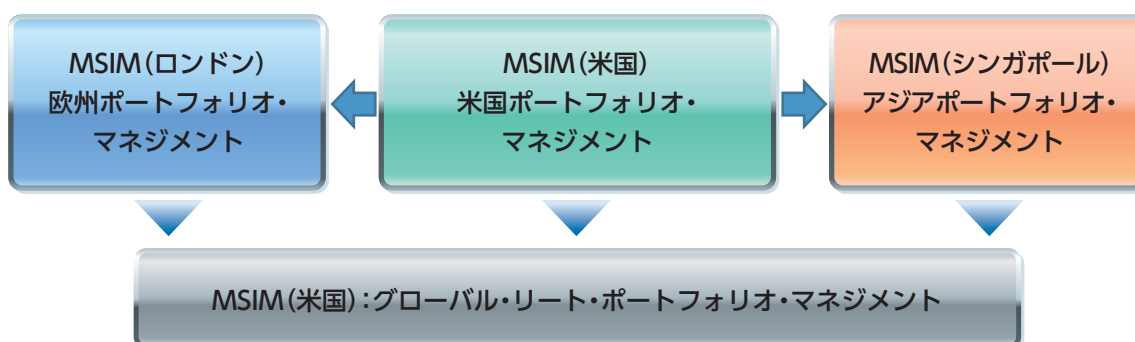 MSIM(ロンドン)
欧州ポートフォリオ・
マネジメント
MSIM(米国)
米国ポートフォリオ・
マネジメント
MSIM(シンガポール)
アジアポートフォリオ・
マネジメント
MSIM(米国):グローバル・リート・ポートフォリオ・マネジメント